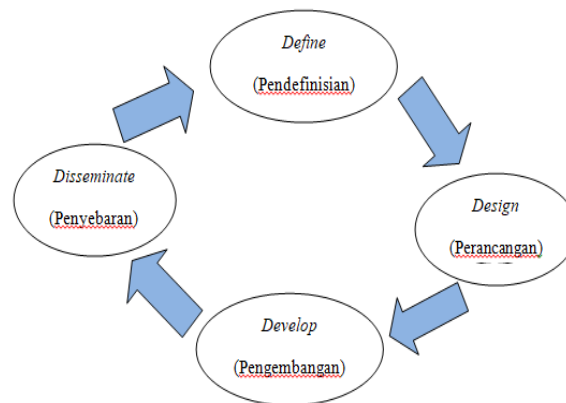 Define
(Pendefinisian)
Design
(Perancangan)
Develop
(Pengembangan)
Disseminate
(Penyebaran)